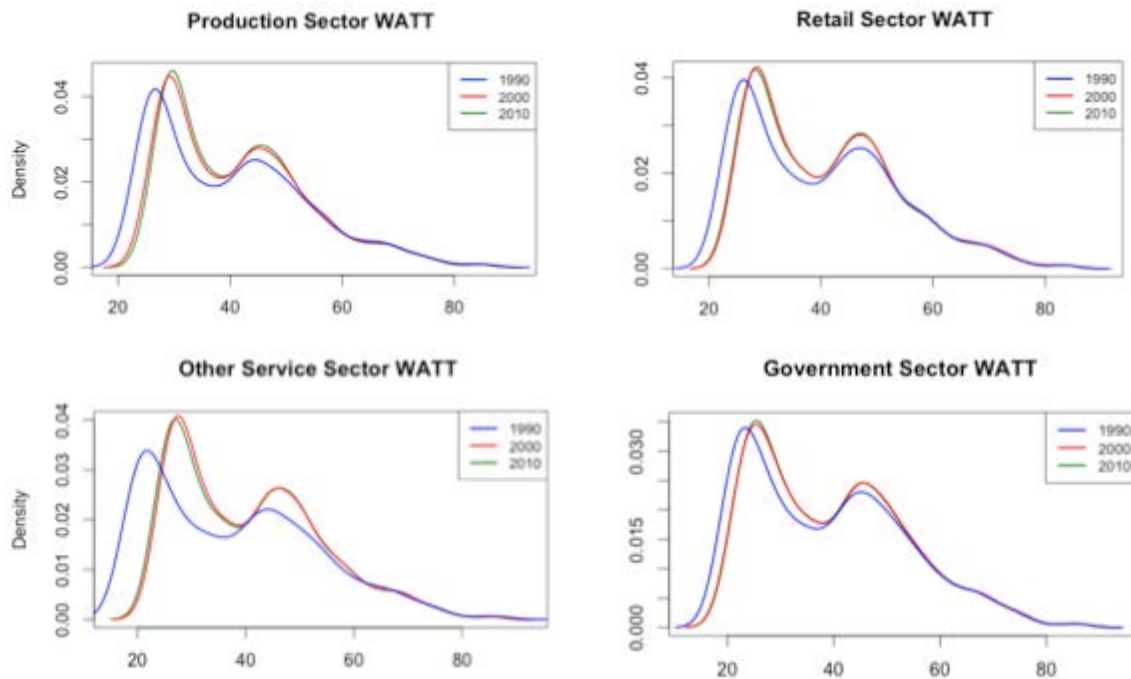 Production Sector WATT
Density
0.04
0.02
0.00
20 40 60 80
1990
2000
2010
Retail Sector WATT
0.04
0.02
0.00
20 40 60 80
1990
2000
2010
Other Service Sector WATT
Density
0.04
0.03
0.02
0.01
0.00
20 40 60 80
1990
2000
2010
Government Sector WATT
0.030
0.015
0.000
20 40 60 80
1990
2000
2010